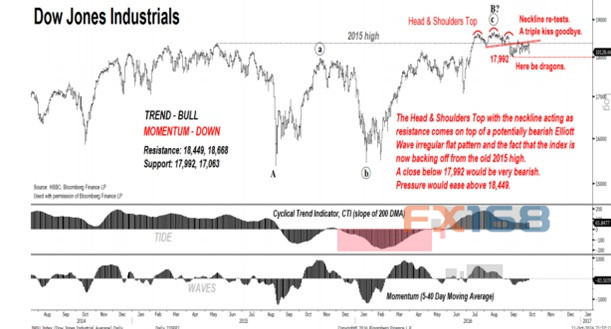 Dow Jones Industrials
B?
c
Head & Shoulders Top
Neckline re-tests.
A triple kiss goodbye.
2015 high
a
17,992
Here be dragons.
19000
18000
17000
16000
TREND - BULL
MOMENTUM - DOWN
Resistance: 18,449, 18,668
Support: 17,992, 17,063
The Head & Shoulders Top with the neckline acting as
resistance comes on top of a potentially bearish Elliott
Wave irregular flat pattern and the fact that the index is
now backing off from the old 2015 high.
A close below 17,992 would be very bearish.
Pressure would ease above 18,449.
A
b
Source: HSBC, Bloomberg Finance LP
Used with permission of Bloomberg Finance LP
Cyclical Trend Indicator, CTI (slope of 200 DMA)
FX168
TIDE
WAVES
Momentum (5-40 Day Moving Average)
Nov Dec Jan Feb Mar Apr May Jun Jul Aug Sep Oct Nov Dec Jan Feb Mar Apr May Jun Jul Aug Sep Oct Nov Dec Jan
2014 2015 2016 2017